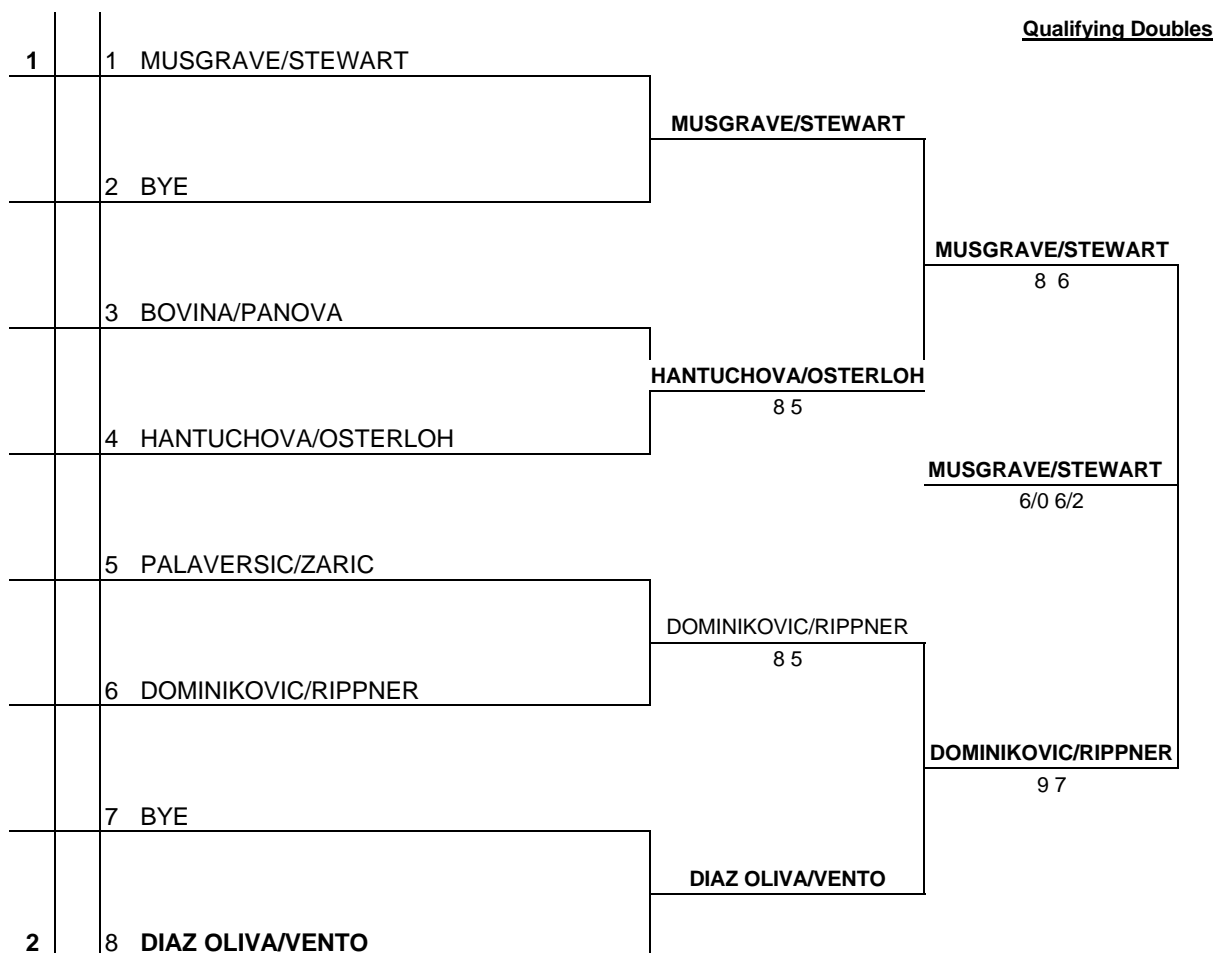 Qualifying Doubles
1 1 MUSGRAVE/STEWART
MUSGRAVE/STEWART
2 BYE
MUSGRAVE/STEWART
8 6
3 BOVINA/PANOVA
HANTUCHOVA/OSTERLOH
8 5
4 HANTUCHOVA/OSTERLOH
MUSGRAVE/STEWART
6/0 6/2
5 PALAVERSIC/ZARIC
DOMINIKOVIC/RIPPNER
8 5
6 DOMINIKOVIC/RIPPNER
DOMINIKOVIC/RIPPNER
9 7
7 BYE
DIAZ OLIVA/VENTO
2 8 DIAZ OLIVA/VENTO